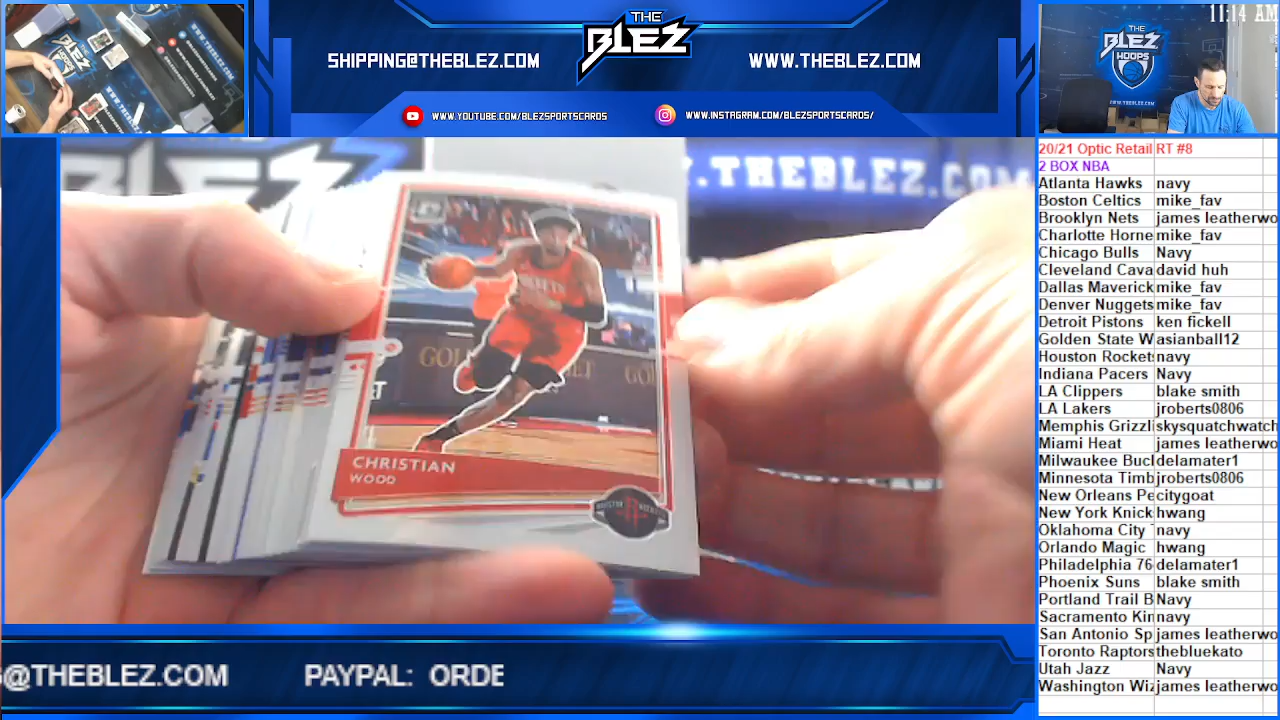 11:14 AM
THE
BLEZ
SHIPPING@THEBLEZ.COM
WWW.THEBLEZ.COM
WWW.YOUTUBE.COM/BLEZSPORTSCARDS
WWW.INSTAGRAM.COM/BLEZSPORTSCARDS/
THE
BLEZ
HOOPS
.THEBLEZ.COM
CHRISTIAN
WOOD
20/21 Optic Retail RT #8
2 BOX NBA
Atlanta Hawks navy
Boston Celtics mike_fav
Brooklyn Nets james leatherwo
Charlotte Horne mike_fav
Chicago Bulls Navy
Cleveland Cava david huh
Dallas Maverick mike_fav
Denver Nuggets mike_fav
Detroit Pistons ken fickell
Golden State W asianball12
Houston Rocket navy
Indiana Pacers Navy
LA Clippers blake smith
LA Lakers jroberts0806
Memphis Grizzl skysquatchwatch
Miami Heat james leatherwo
Milwaukee Buc delamater1
Minnesota Timb jroberts0806
New Orleans Pe citygoat
New York Knick hwang
Oklahoma City navy
Orlando Magic hwang
Philadelphia 76 delamater1
Phoenix Suns blake smith
Portland Trail B Navy
Sacramento Kin navy
San Antonio Sp james leatherwo
Toronto Raptors thebluekato
Utah Jazz Navy
Washington Wiz james leatherwo
@THEBLEZ.COM PAYPAL: ORDE